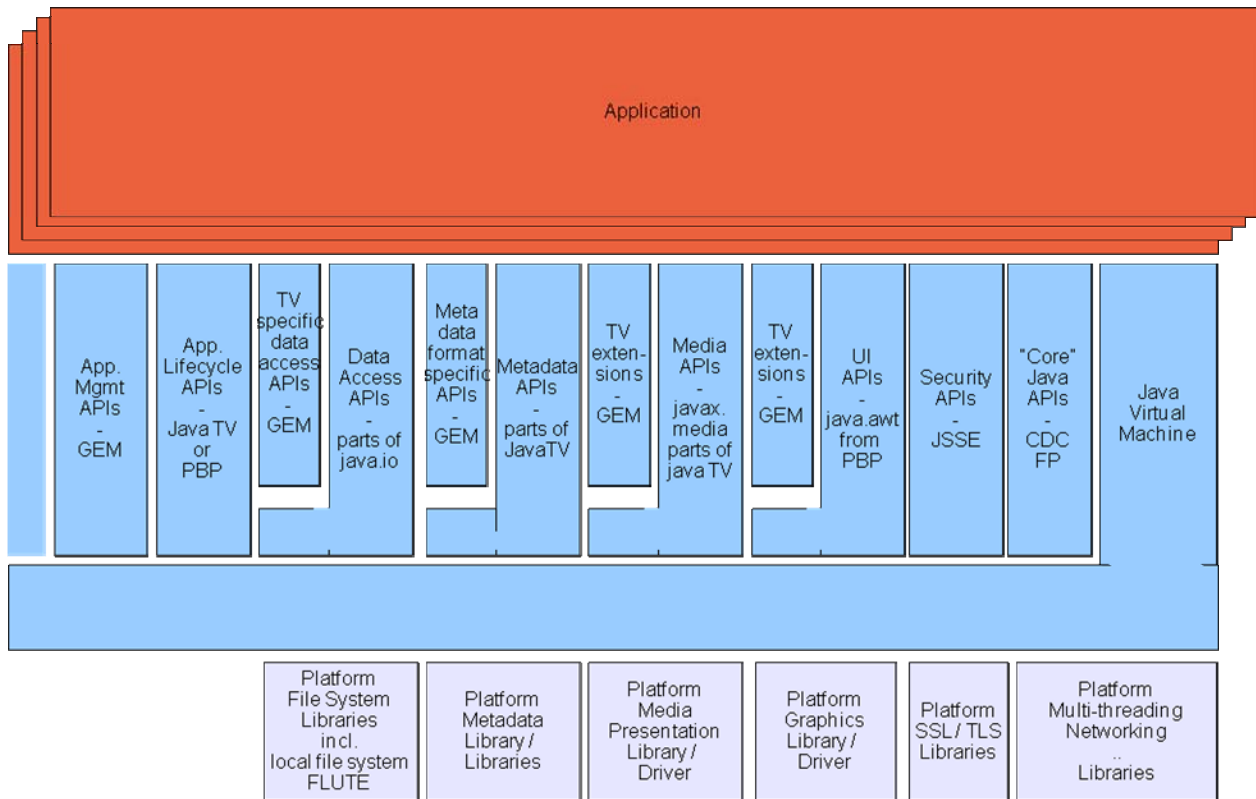 Application
App.
Mgmt
APIs
-
GEM
App.
Lifecycle
APIs
-
Java TV
or
PBP
TV
specific
data
access
APIs
-
GEM
Data
Access
APIs
-
parts of
java.io
Meta
data
format
specific
APIs
-
GEM
Metadata
APIs
-
parts of
JavaTV
TV
exten-
sions
-
GEM
Media
APIs
-
javax.
media
parts of
java TV
TV
exten-
sions
-
GEM
UI
APIs
-
java.awt
from
PBP
Security
APIs
-
JSSE
"Core"
Java
APIs
-
CDC
FP
Java
Virtual
Machine
Platform
File System
Libraries
incl.
local file system
FLUTE
Platform
Metadata
Library /
Libraries
Platform
Media
Presentation
Library /
Driver
Platform
Graphics
Library /
Driver
Platform
SSL / TLS
Libraries
Platform
Multi-threading
Networking
..
Libraries